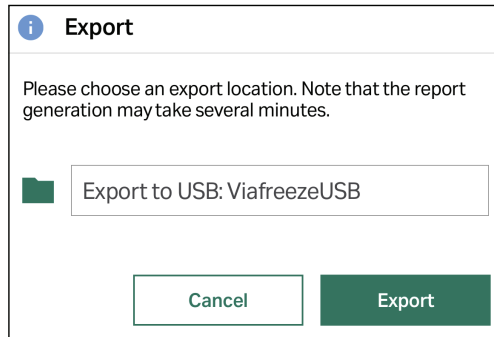 Export
Please choose an export location. Note that the report
generation may take several minutes.
Export to USB: ViafreezeUSB
Cancel
Export